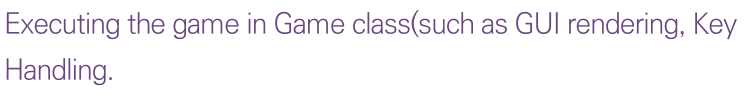 Executing the game in Game class(such as GUI rendering, Key
Handling.